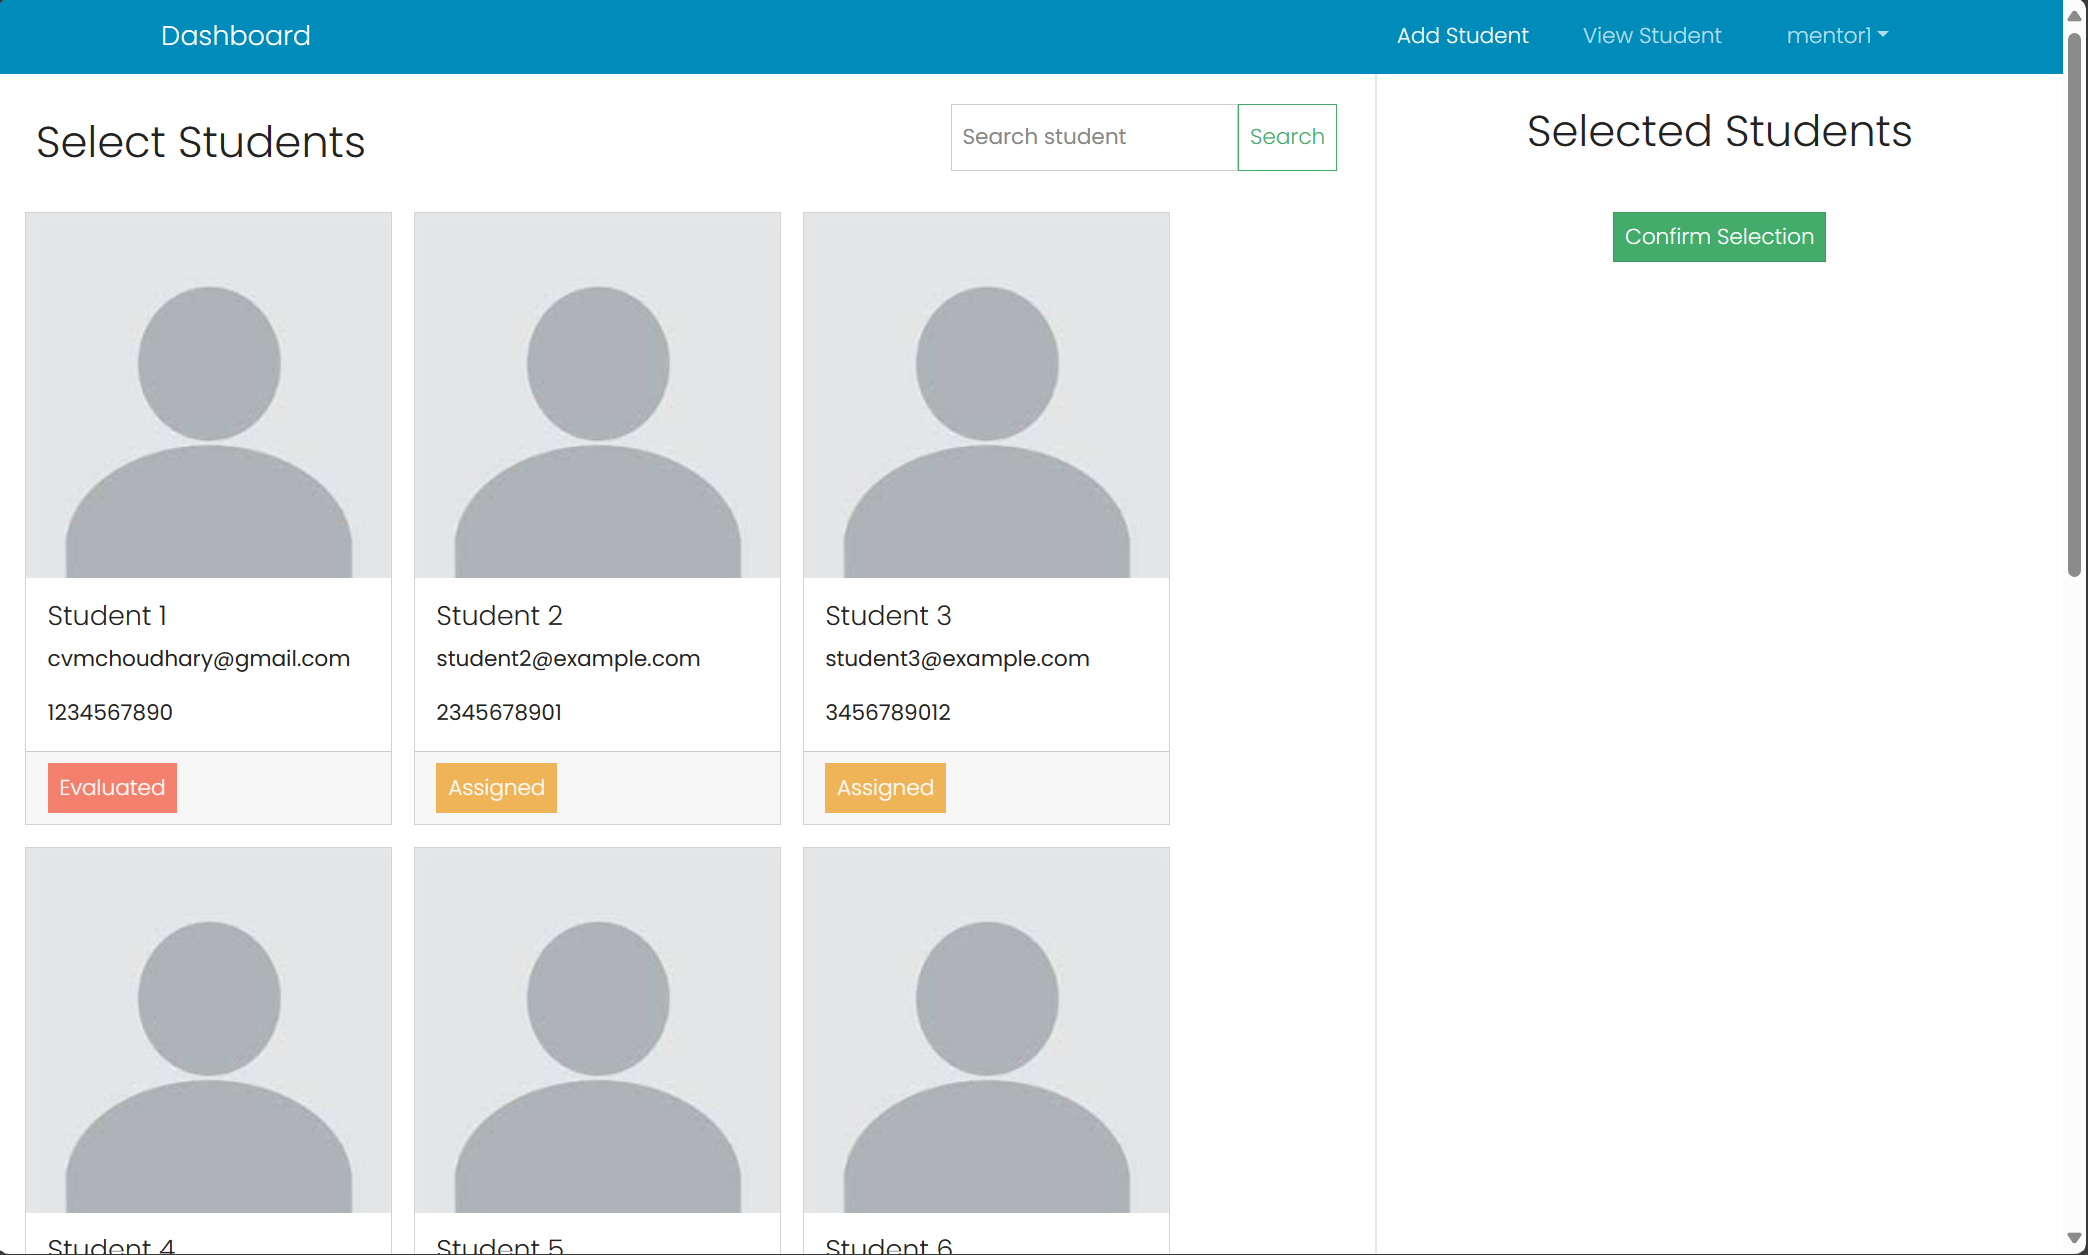 Dashboard
Add Student
View Student
mentor1
Select Students
Search student
Search
Selected Students
Confirm Selection
Student 1
cvmchoudhary@gmail.com
1234567890
Evaluated
Student 2
student2@example.com
2345678901
Assigned
Student 3
student3@example.com
3456789012
Assigned
Student 4
Student 5
Student 6